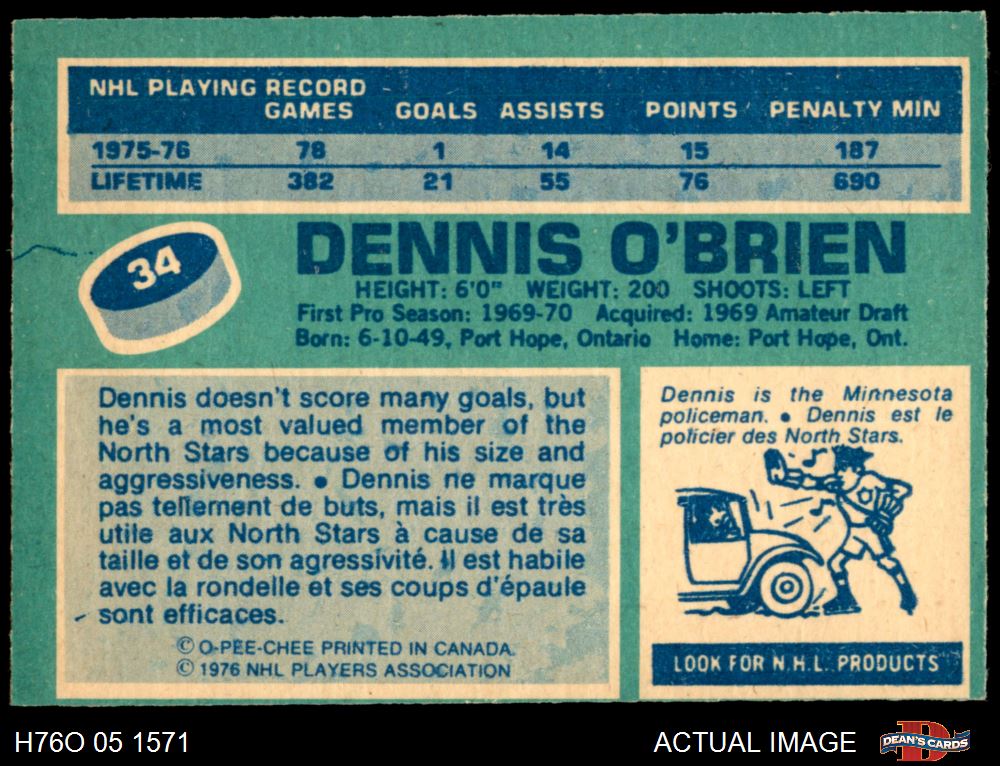 NHL PLAYING RECORD
GAMES GOALS ASSISTS POINTS PENALTY MIN
1975-76 78 1 14 15 187
LIFETIME 382 21 55 76 690
34
DENNIS O'BRIEN
HEIGHT: 6'0" WEIGHT: 200 SHOOTS: LEFT
First Pro Season: 1969-70 Acquired: 1969 Amateur Draft
Born: 6-10-49, Port Hope, Ontario Home: Port Hope, Ont.
Dennis doesn't score many goals, but
he's a most valued member of the
North Stars because of his size and
aggressiveness. ● Dennis ne marque
pas tellement de buts, mais il est très
utile aux North Stars à cause de sa
taille et de son agressivité. Il est habile
avec la rondelle et ses coups d'épaule
sont efficaces.
© O-PEE-CHEE PRINTED IN CANADA.
© 1976 NHL PLAYERS ASSOCIATION
Dennis is the Minnesota
policeman. ● Dennis est le
policier des North Stars.
LOOK FOR N.H.L. PRODUCTS
H76O 05 1571
ACTUAL IMAGE
DEAN'S CARDS